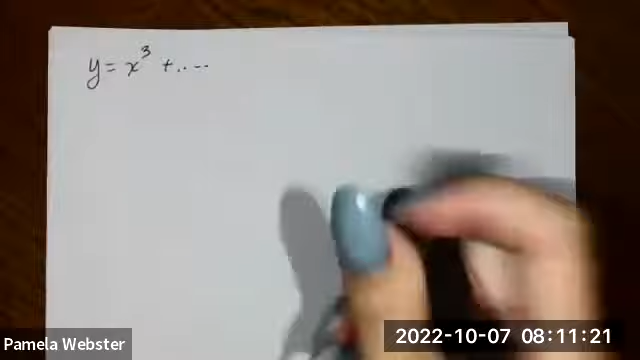 y = x³ + ....
Pamela Webster
2022-10-07 08:11:21